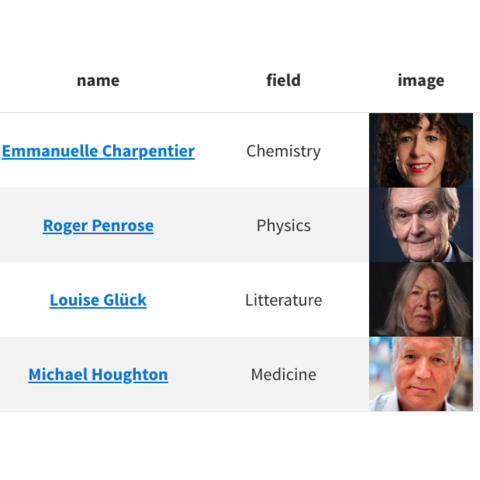 name field image
Emmanuelle Charpentier Chemistry
Roger Penrose Physics
Louise Glück Litterature
Michael Houghton Medicine